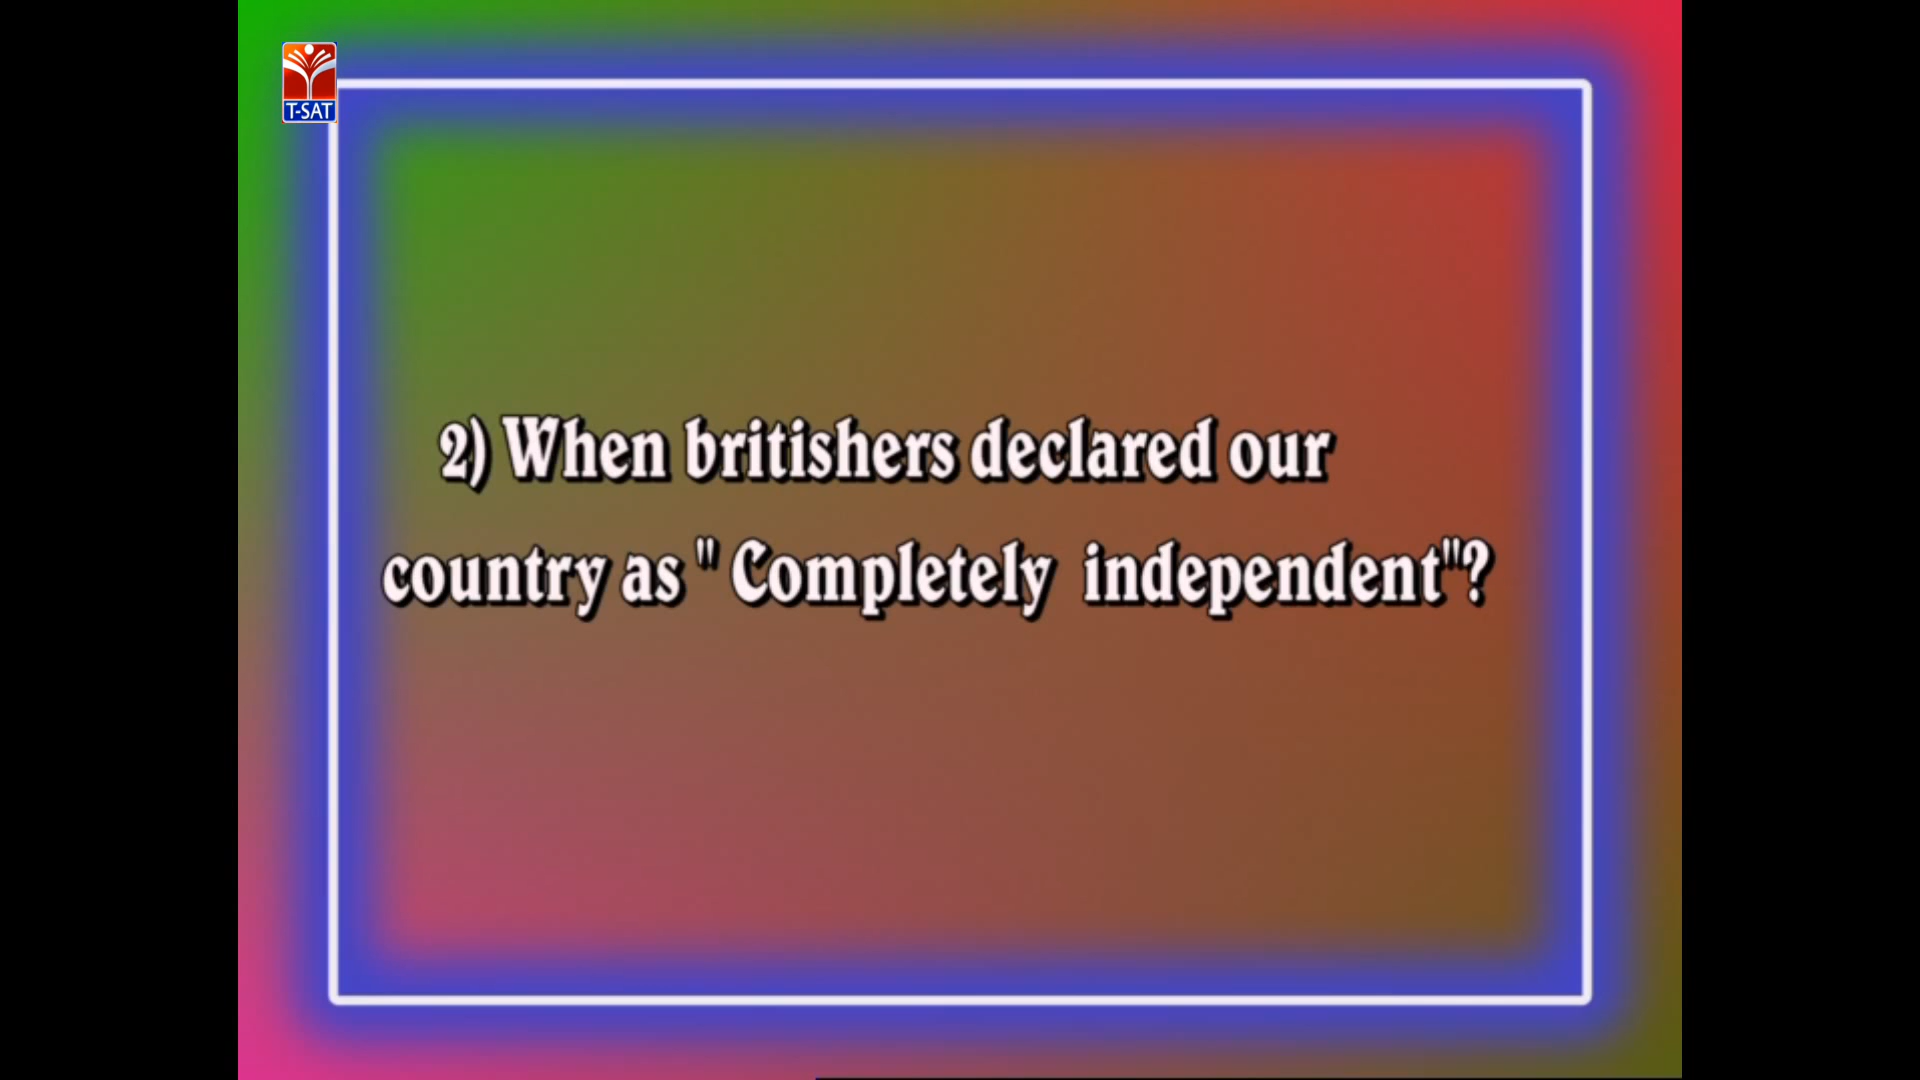 T-SAT
2) When britishers declared our
country as " Completely independent"?